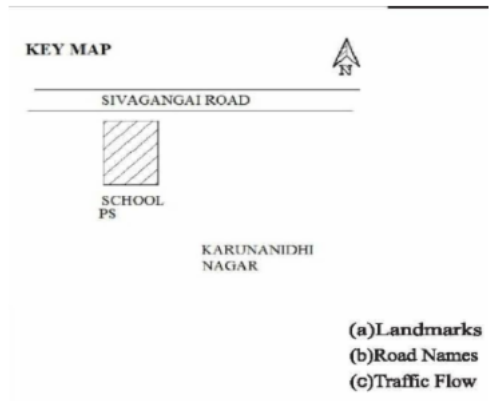 KEY MAP
N
SIVAGANGAI ROAD
SCHOOL
PS
KARUNANIDHI
NAGAR
(a)Landmarks
(b)Road Names
(c)Traffic Flow